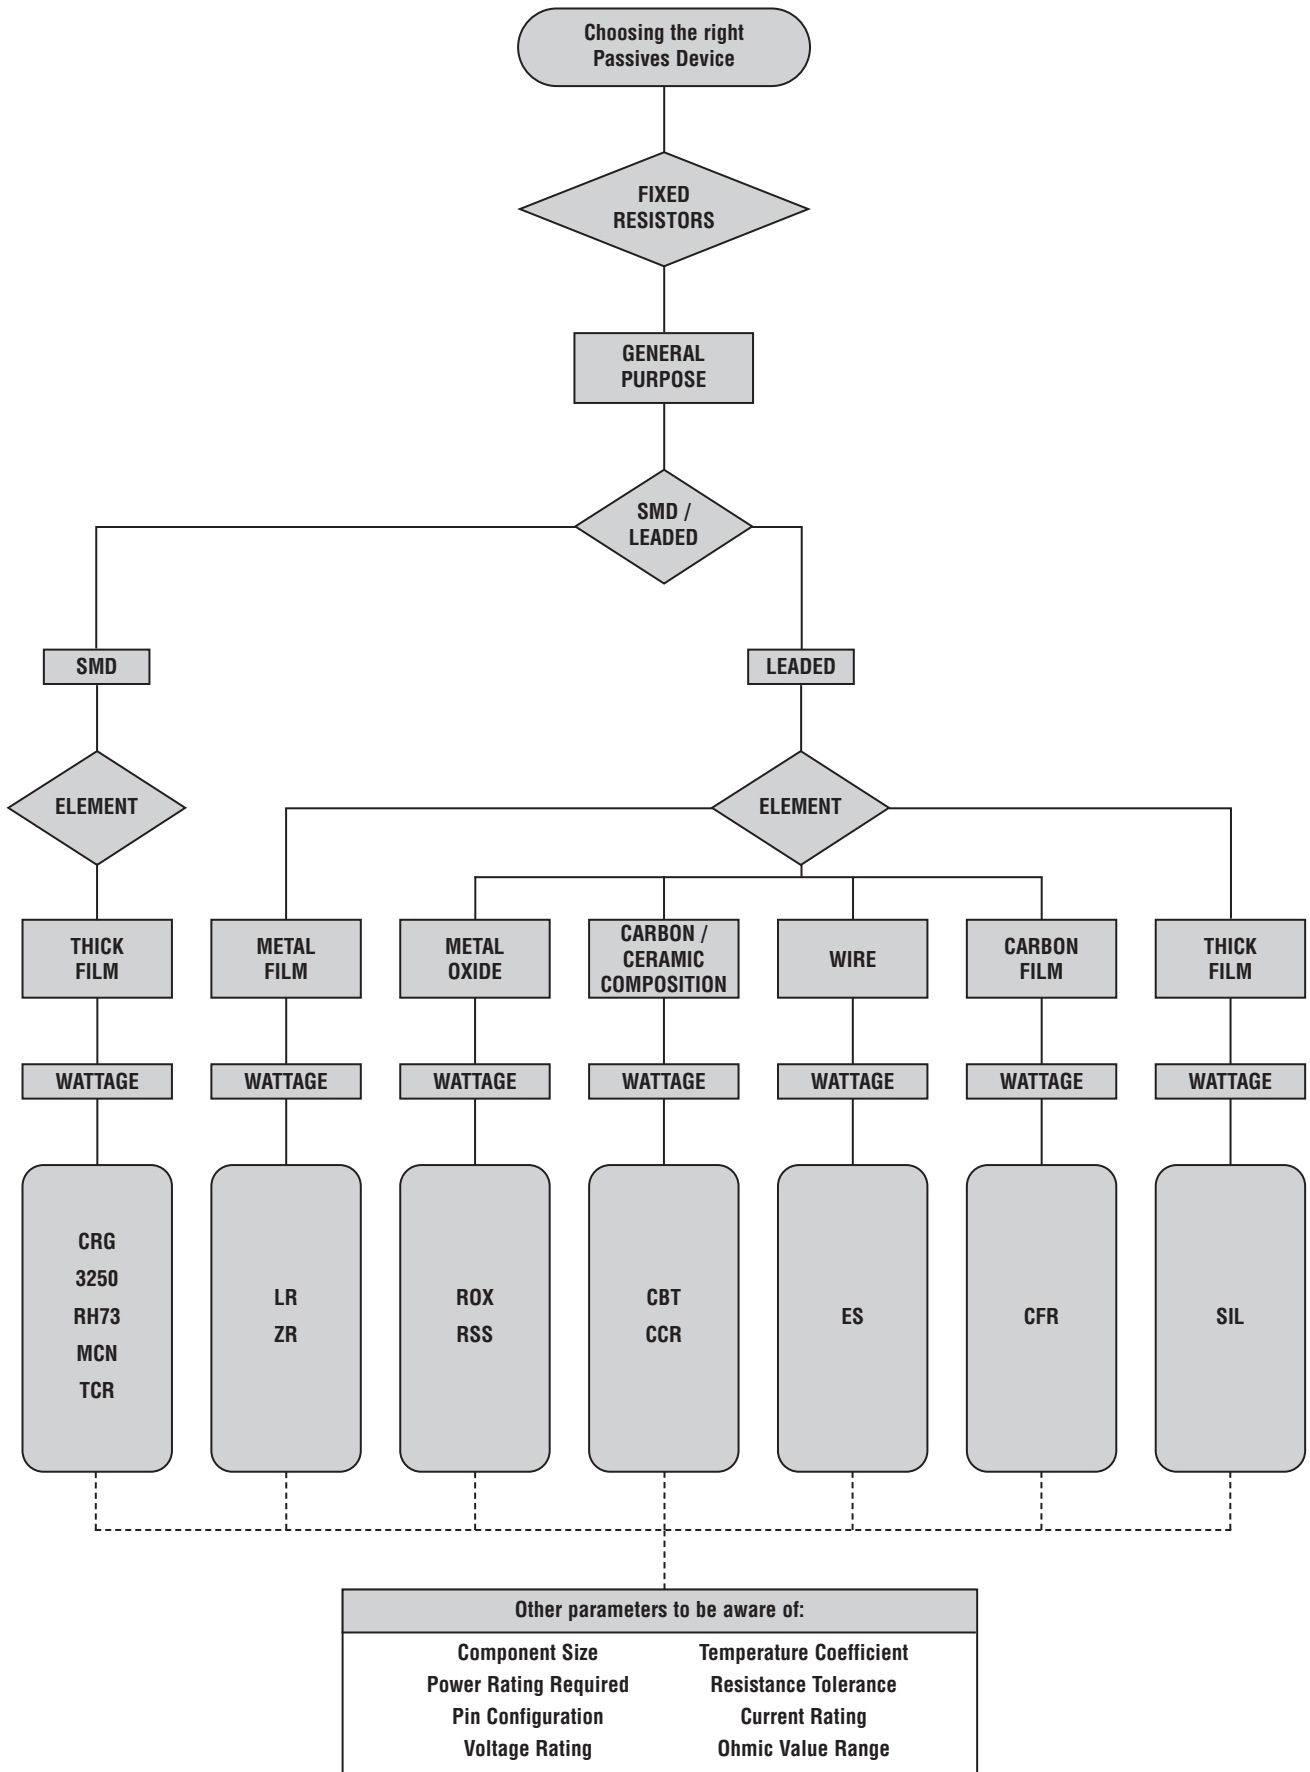 Choosing the right
Passives Device
FIXED
RESISTORS
GENERAL
PURPOSE
SMD /
LEADED
SMD
LEADED
ELEMENT
ELEMENT
THICK
FILM
METAL
FILM
METAL
OXIDE
CARBON /
CERAMIC
COMPOSITION
WIRE
CARBON
FILM
THICK
FILM
WATTAGE
WATTAGE
WATTAGE
WATTAGE
WATTAGE
WATTAGE
WATTAGE
CRG
3250
RH73
MCN
TCR
LR
ZR
ROX
RSS
CBT
CCR
ES
CFR
SIL
Other parameters to be aware of:
Component Size
Power Rating Required
Pin Configuration
Voltage Rating
Temperature Coefficient
Resistance Tolerance
Current Rating
Ohmic Value Range